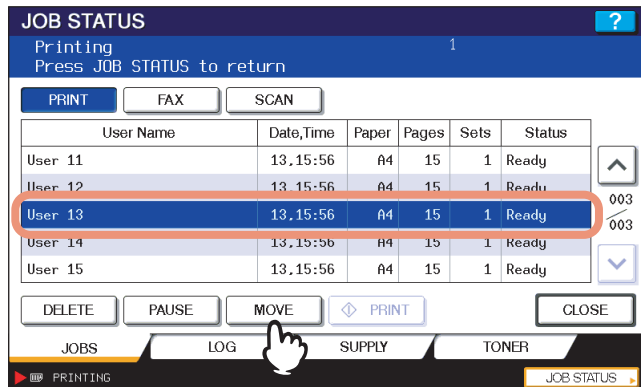 JOB STATUS ?
Printing 1
Press JOB STATUS to return
PRINT FAX SCAN
User Name Date,Time Paper Pages Sets Status
User 11 13.15:56 A4 15 1 Ready
User 12 13.15:56 A4 15 1 Ready
User 13 13.15:56 A4 15 1 Ready
User 14 13.15:56 A4 15 1 Ready
User 15 13.15:56 A4 15 1 Ready
003
003
DELETE PAUSE MOVE PRINT CLOSE
JOBS LOG SUPPLY TONER
PRINTING JOB STATUS